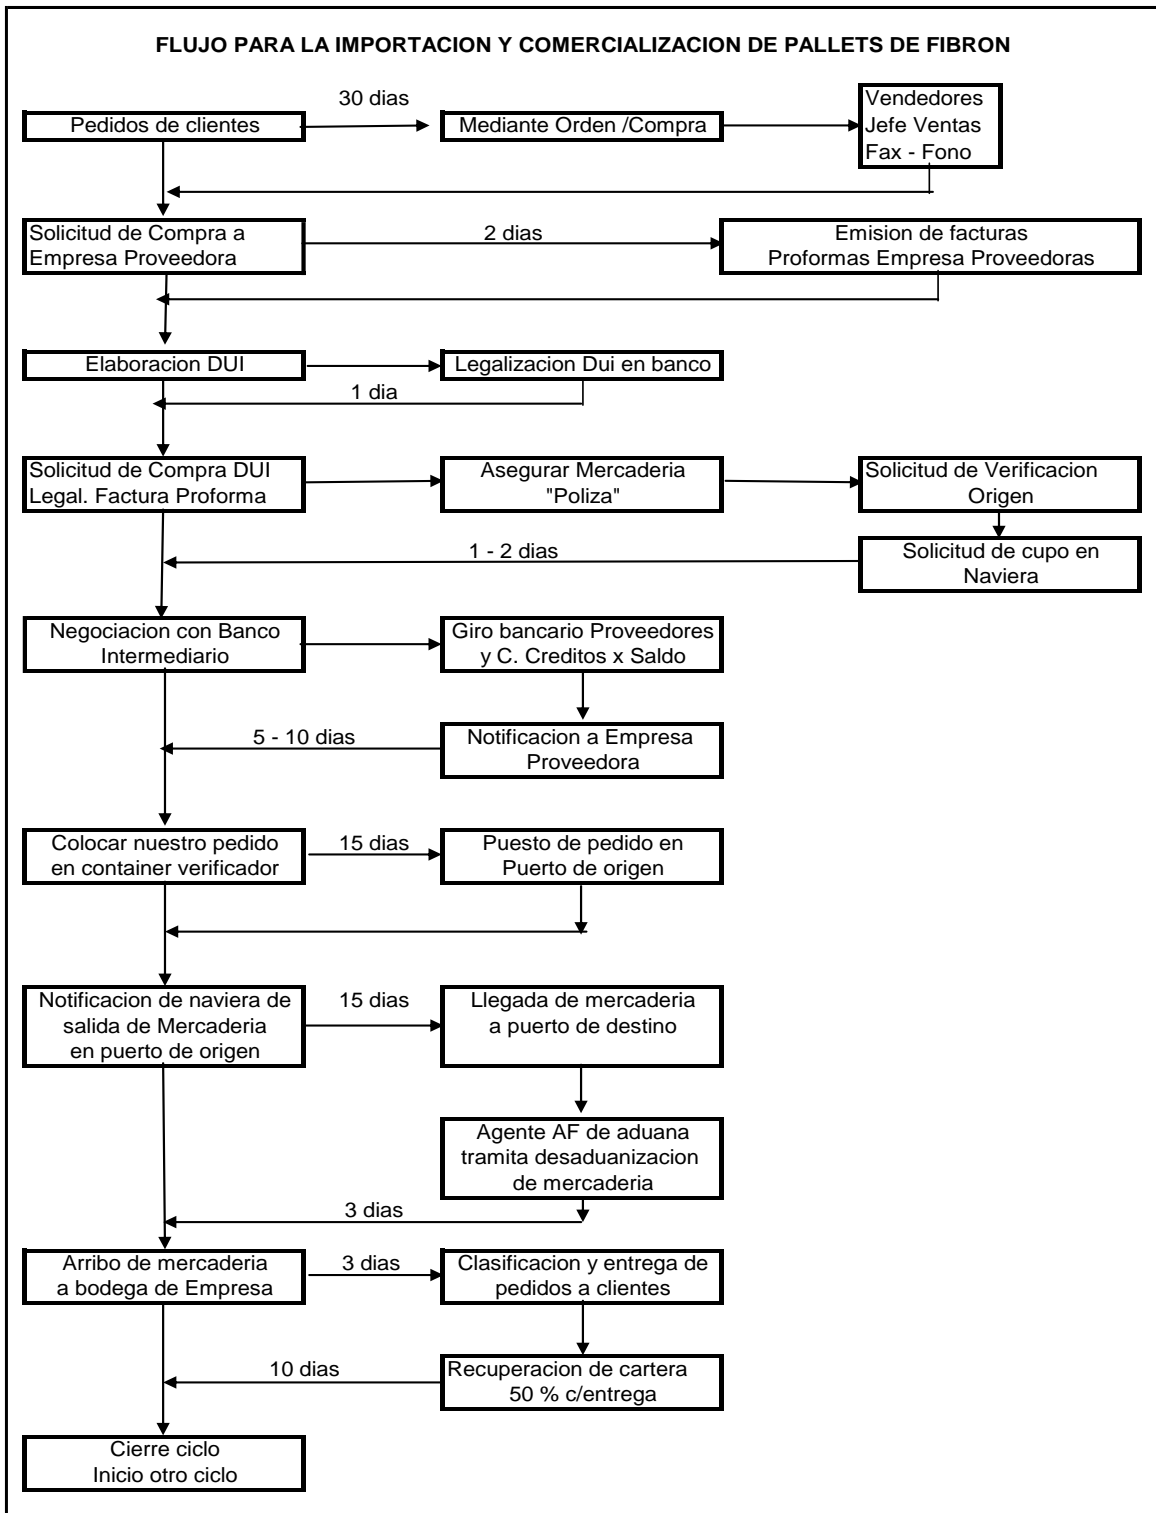 FLUJO PARA LA IMPORTACION Y COMERCIALIZACION DE PALLETS DE FIBRON
30 dias
Pedidos de clientes
Mediante Orden /Compra
Vendedores
Jefe Ventas
Fax - Fono
Solicitud de Compra a
Empresa Proveedora
2 dias
Emision de facturas
Proformas Empresa Proveedoras
Elaboracion DUI
Legalizacion Dui en banco
1 dia
Solicitud de Compra DUI
Legal. Factura Proforma
Asegurar Mercaderia
"Poliza"
Solicitud de Verificacion
Origen
1 - 2 dias
Solicitud de cupo en
Naviera
Negociacion con Banco
Intermediario
Giro bancario Proveedores
y C. Creditos x Saldo
5 - 10 dias
Notificacion a Empresa
Proveedora
Colocar nuestro pedido
en container verificador
15 dias
Puesto de pedido en
Puerto de origen
Notificacion de naviera de
salida de Mercaderia
en puerto de origen
15 dias
Llegada de mercaderia
a puerto de destino
Agente AF de aduana
tramita desaduanizacion
de mercaderia
3 dias
Arribo de mercaderia
a bodega de Empresa
3 dias
Clasificacion y entrega de
pedidos a clientes
10 dias
Recuperacion de cartera
50 % c/entrega
Cierre ciclo
Inicio otro ciclo